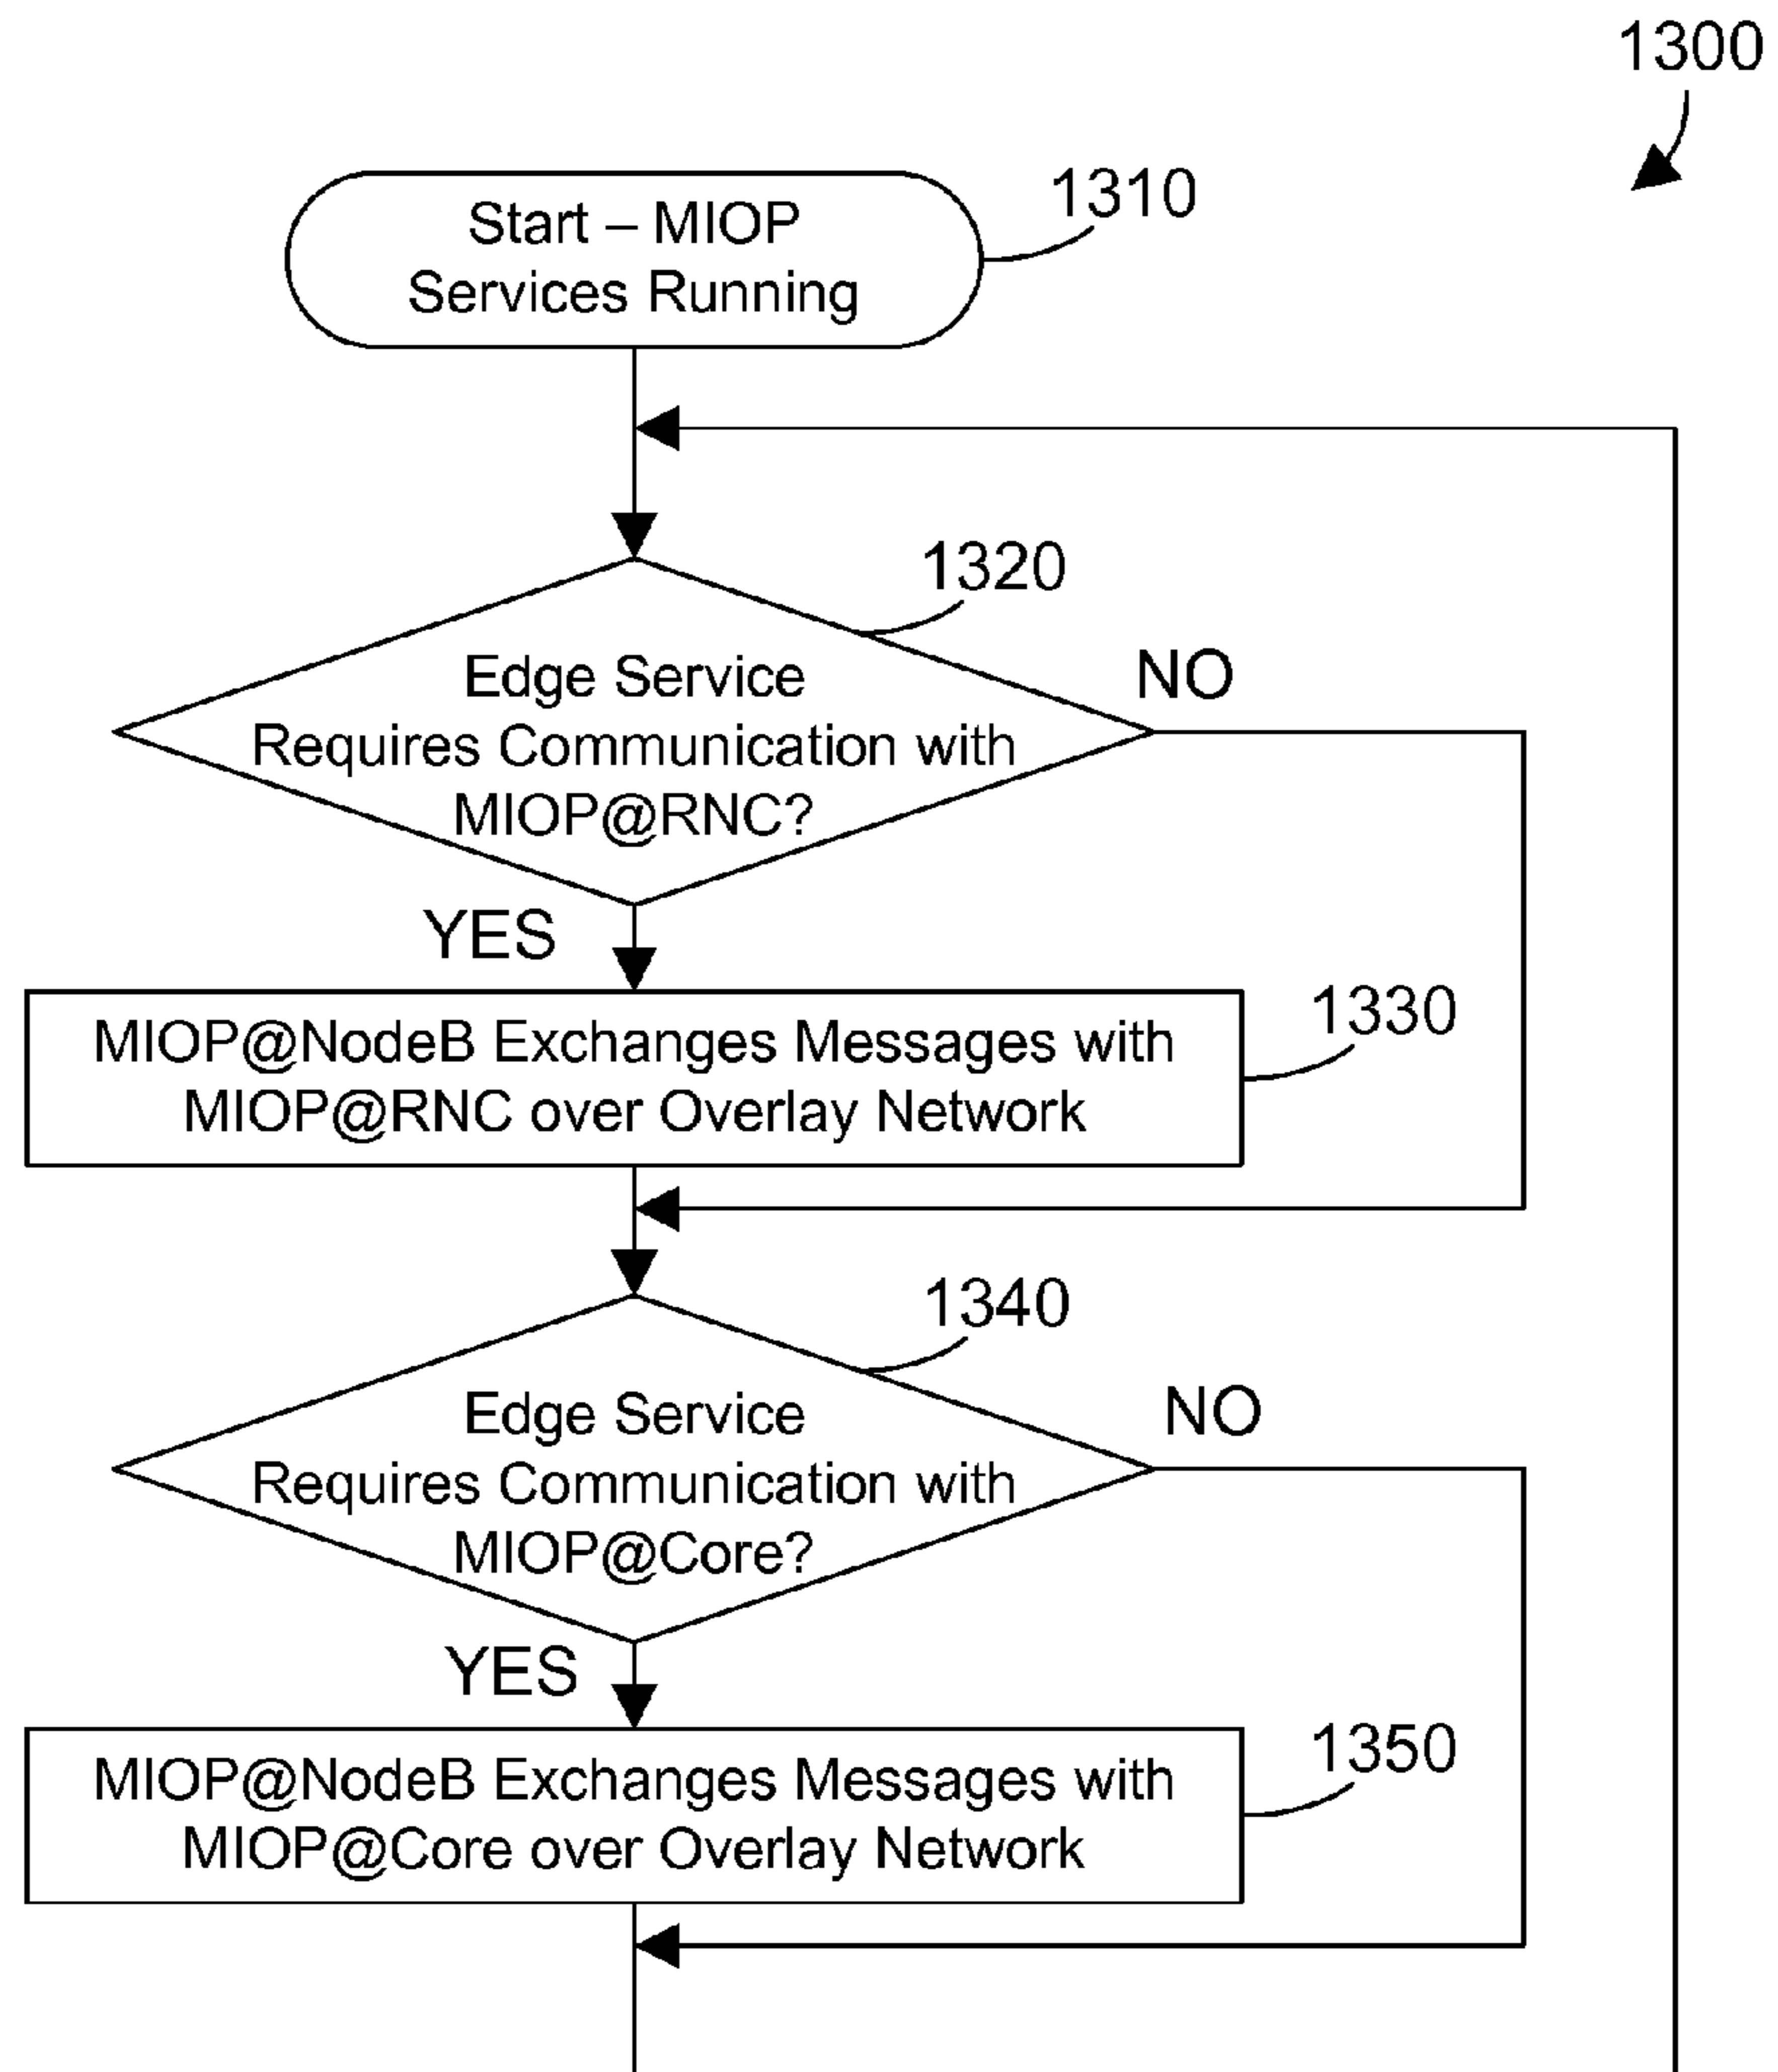 1300
Start – MIOP
Services Running
1310
Edge Service
Requires Communication with
MIOP@RNC?
1320
NO
YES
MIOP@NodeB Exchanges Messages with
MIOP@RNC over Overlay Network
1330
Edge Service
Requires Communication with
MIOP@Core?
1340
NO
YES
MIOP@NodeB Exchanges Messages with
MIOP@Core over Overlay Network
1350